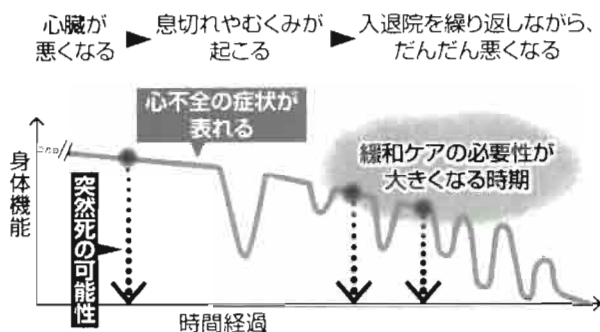 心臓が
悪くなる
▶
息切れやむくみが
起こる
▶
入退院を繰り返しながら、
だんだん悪くなる
心不全の症状が
表れる
緩和ケアの必要性が
大きくなる時期
身体機能
突然死の可能性
時間経過